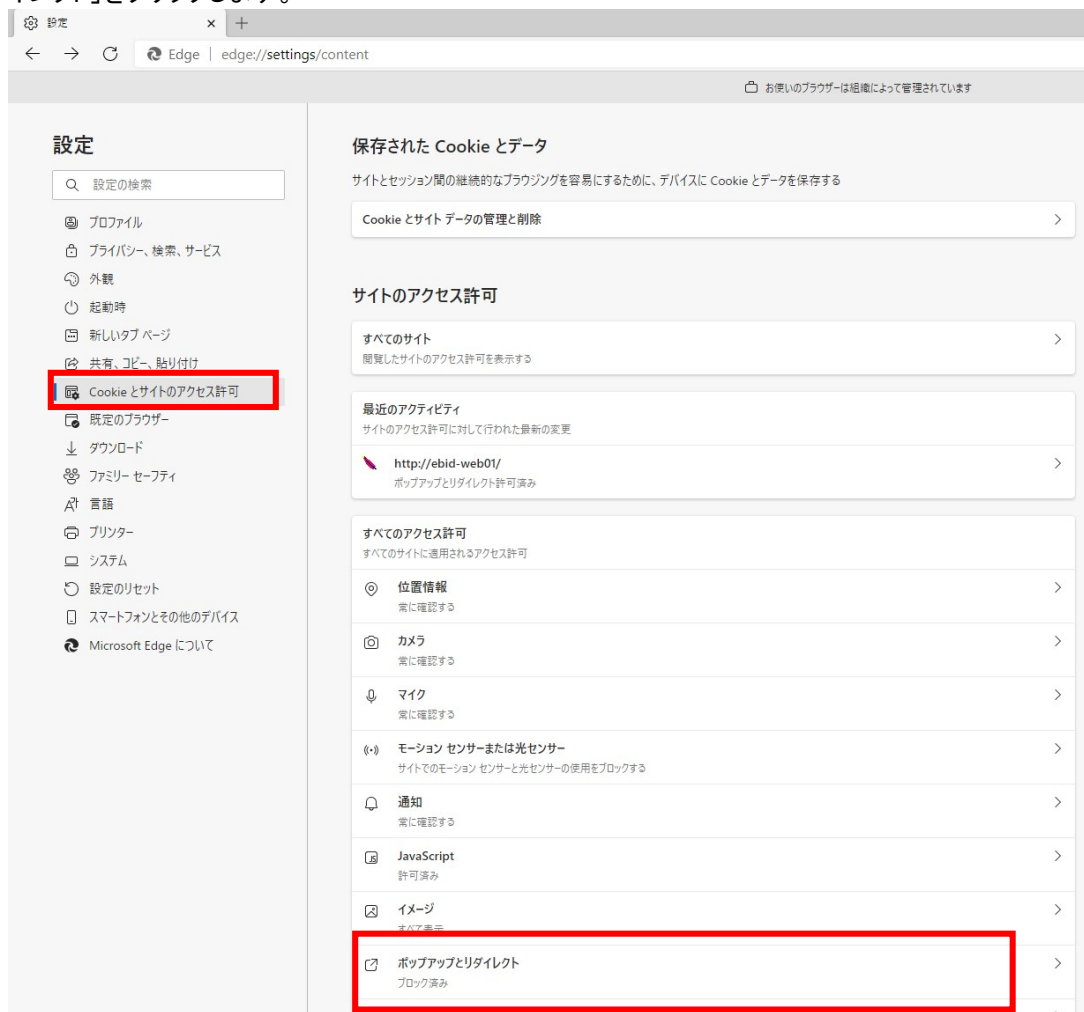 設定
Edge | edge://settings/content
お使いのブラウザーは組織によって管理されています
設定
設定の検索
プロファイル
プライバシー、検索、サービス
外観
起動時
新しいタブ ページ
共有、コピー、貼り付け
Cookie とサイトのアクセス許可
既定のブラウザー
ダウンロード
ファミリー セーフティ
言語
プリンター
システム
設定のリセット
スマートフォンとその他のデバイス
Microsoft Edge について
保存された Cookie とデータ
サイトとセッション間の継続的なブラウジングを容易にするために、デバイスに Cookie とデータを保存する
Cookie とサイト データの管理と削除
サイトのアクセス許可
すべてのサイト
閲覧したサイトのアクセス許可を表示する
最近のアクティビティ
サイトのアクセス許可に対して行われた最新の変更
http://ebid-web01/
ポップアップとリダイレクト許可済み
すべてのアクセス許可
すべてのサイトに適用されるアクセス許可
位置情報
常に確認する
カメラ
常に確認する
マイク
常に確認する
モーション センサーまたは光センサー
サイトでのモーション センサーと光センサーの使用をブロックする
通知
常に確認する
JavaScript
許可済み
イメージ
すべて表示
ポップアップとリダイレクト
ブロック済み